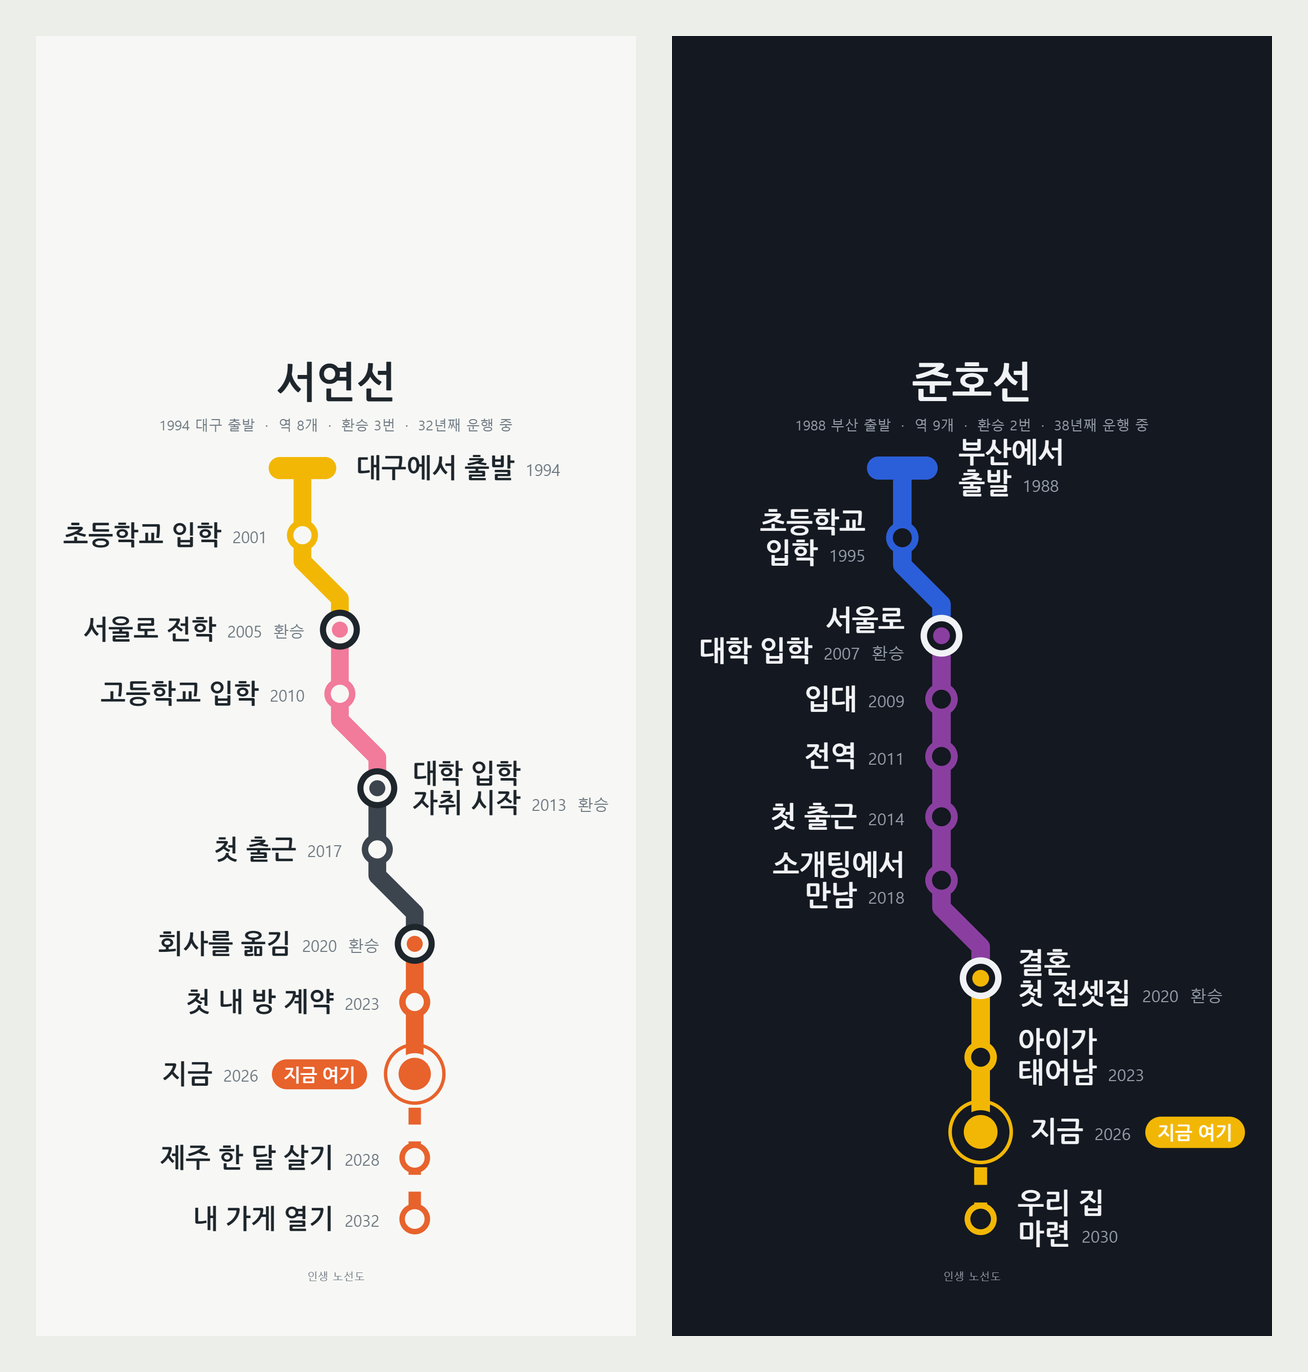 서연선
1994 대구 출발 · 역 8개 · 환승 3번 · 32년째 운행 중
대구에서 출발 1994
초등학교 입학 2001
서울로 전학 2005 환승
고등학교 입학 2010
대학 입학
자취 시작 2013 환승
첫 출근 2017
회사를 옮김 2020 환승
첫 내 방 계약 2023
지금 2026 지금 여기
제주 한 달 살기 2028
내 가게 열기 2032
인생 노선도
준호선
1988 부산 출발 · 역 9개 · 환승 2번 · 38년째 운행 중
부산에서
출발 1988
초등학교
입학 1995
서울로
대학 입학 2007 환승
입대 2009
전역 2011
첫 출근 2014
소개팅에서
만남 2018
결혼
첫 전셋집 2020 환승
아이가
태어남 2023
지금 2026 지금 여기
우리 집
마련 2030
인생 노선도